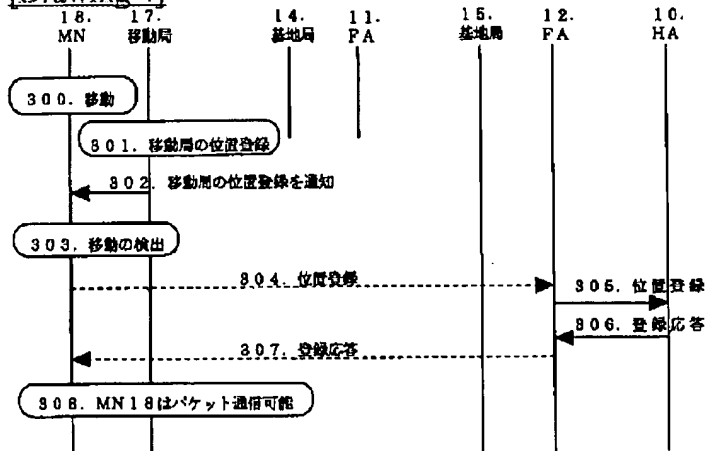 18. 17. 14. 11. 15. 12. 10.
MN 移動局 基地局 FA 基地局 FA HA
300. 移動
301. 移動局の位置登録
302. 移動局の位置登録を通知
303. 移動の検出
304. 位置登録
305. 位置登録
306. 登録応答
307. 登録応答
308. MN18はパケット通信可能